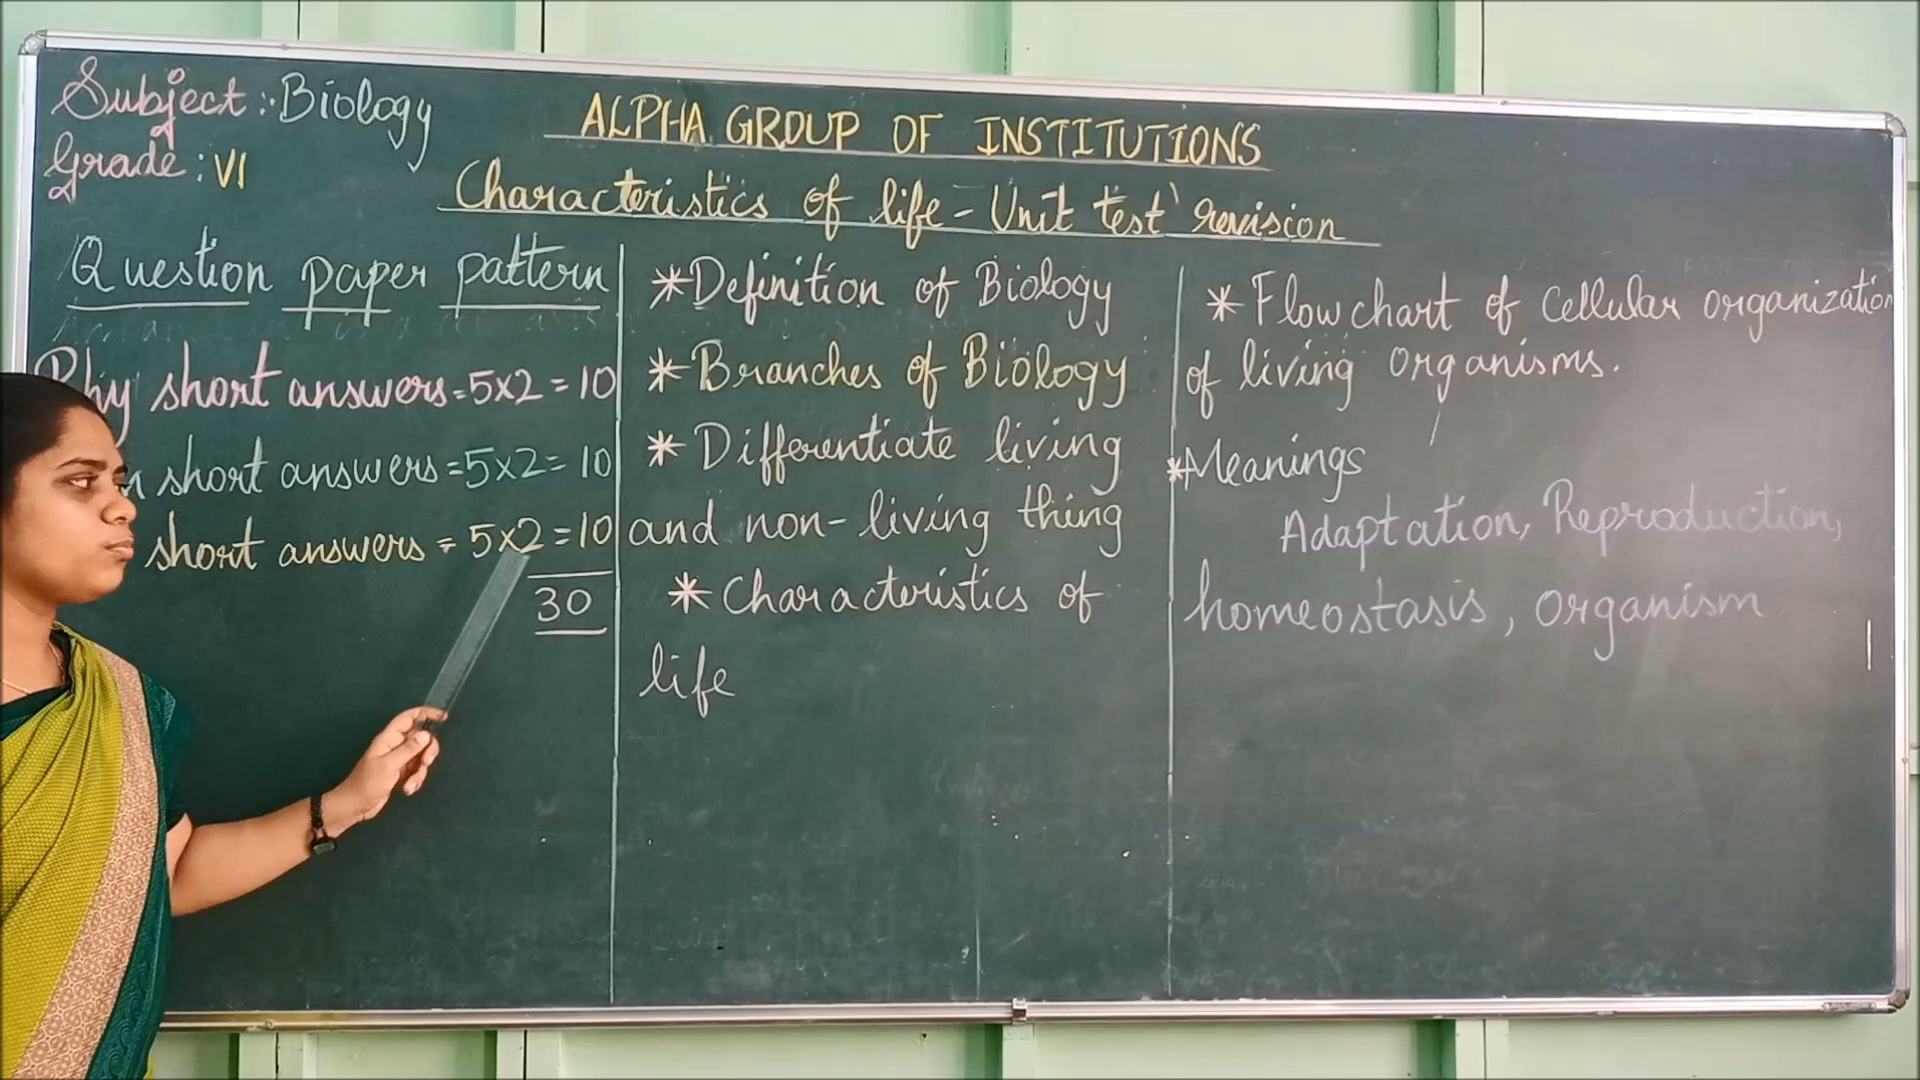 Subject: Biology
Grade: VI
ALPHA GROUP OF INSTITUTIONS
Characteristics of life - Unit test revision
Question paper pattern
Phy short answers = 5x2 = 10
short answers = 5x2 = 10
short answers = 5x2 = 10
30
* Definition of Biology
* Branches of Biology
* Differentiate living
and non-living thing
* Characteristics of
life
* Flow chart of Cellular organization
of living organisms.
* Meanings
Adaptation, Reproduction,
homeostasis, organism